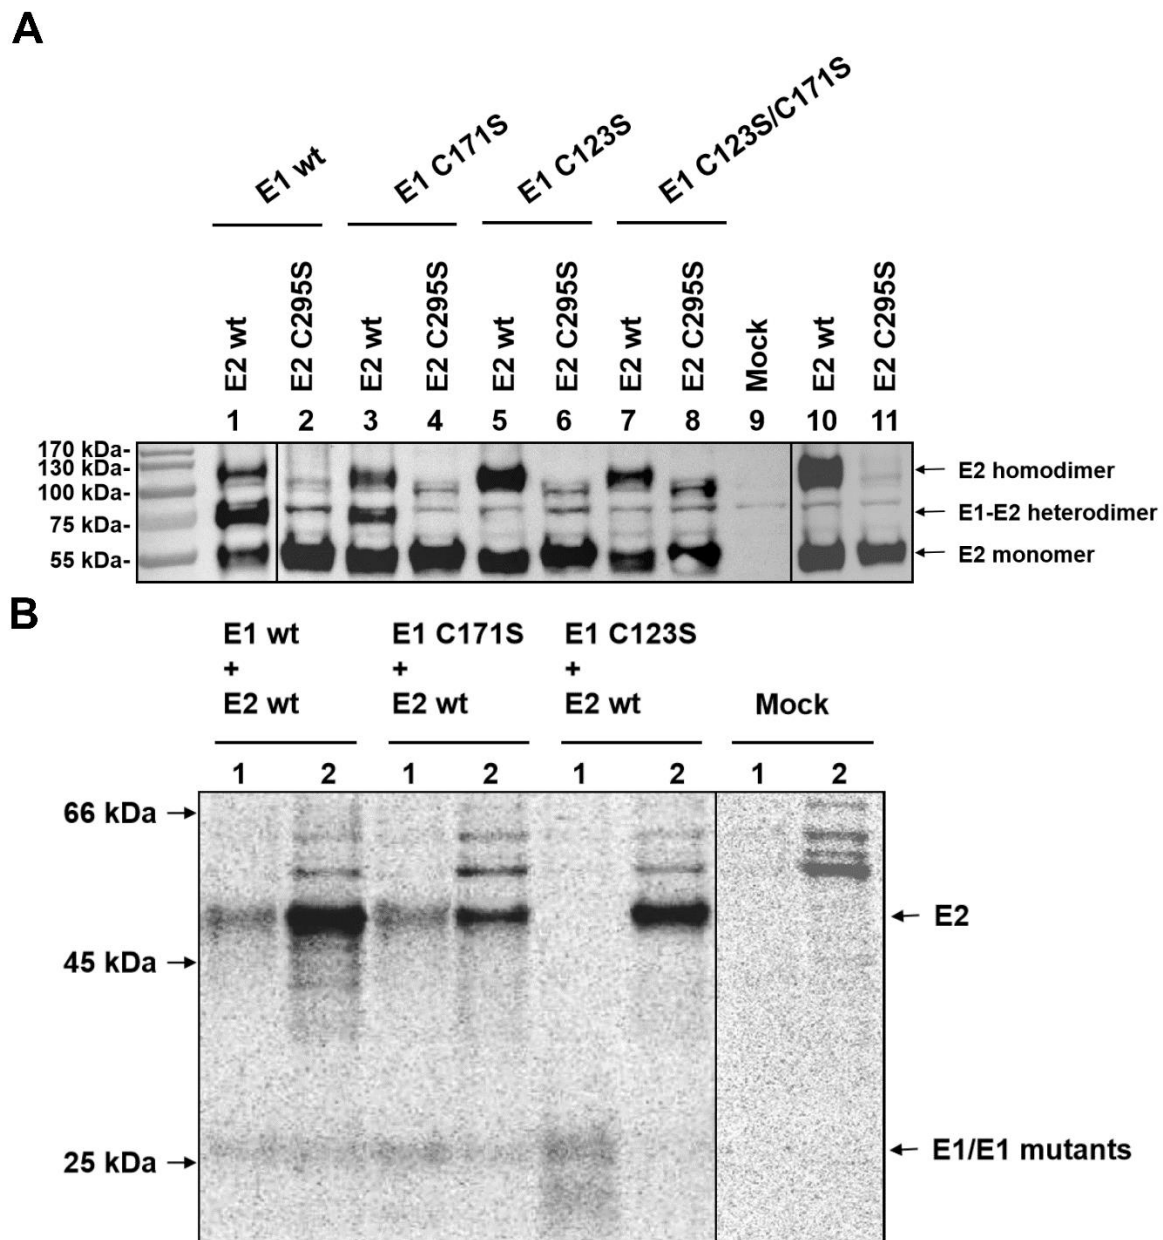 A
E1 wt
E1 C171S
E1 C123S
E1 C123S/C171S
E2 wt
E2 C295S
E2 wt
E2 C295S
E2 wt
E2 C295S
E2 wt
E2 C295S
Mock
E2 wt
E2 C295S
1 2 3 4 5 6 7 8 9 10 11
170 kDa-
130 kDa-
100 kDa-
75 kDa-
55 kDa-
E2 homodimer
E1-E2 heterodimer
E2 monomer
B
E1 wt
+
E2 wt
E1 C171S
+
E2 wt
E1 C123S
+
E2 wt
Mock
1 2 1 2 1 2 1 2
66 kDa
45 kDa
25 kDa
E2
E1/E1 mutants